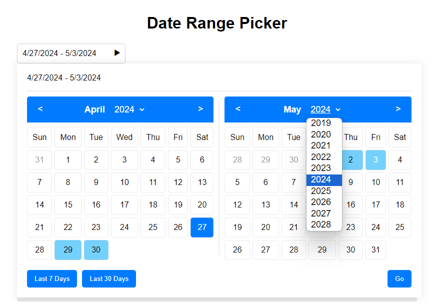 Date Range Picker
4/27/2024 - 5/3/2024 ▶
4/27/2024 - 5/3/2024
< April 2024 >
Sun Mon Tue Wed Thu Fri Sat
31 1 2 3 4 5 6
7 8 9 10 11 12 13
14 15 16 17 18 19 20
21 22 23 24 25 26 27
28 29 30
< May 2024 >
2019
2020
2021
2022
2023
2024
2025
2026
2027
2028
Sun Mon Tue Thu Fri Sat
28 29 30 2 3 4
5 6 7 9 10 11
12 13 14 16 17 18
19 20 21 23 24 25
26 27 28 29 30 31
Last 7 Days Last 30 Days Go